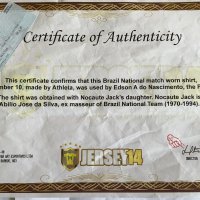 Certificate of Authenticity
This certificate confirms that this Brazil National match worn shirt,
mber 10, made by Athleta, was used by Edson A do Nascimento, the P
The shirt was obtained with Nocaute Jack's daughter. Nocaute Jack is
Abilio Jose da Silva, ex masseur of Brazil National Team (1970-1994).
JERSEY14